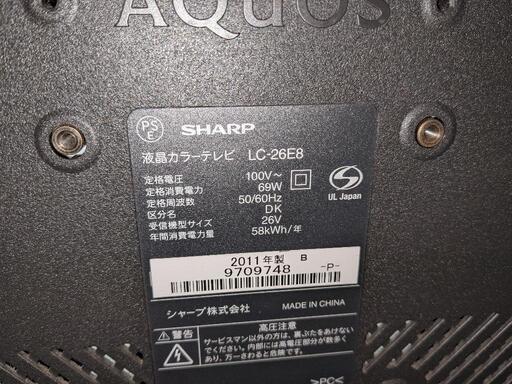 AQUOS
PS
E
SHARP
液晶カラーテレビ LC-26E8
定格電圧 100V～
定格消費電力 69W
定格周波数 50/60Hz
区分名 DK
受信機型サイズ 26V
年間消費電力量 58kWh/年
S
UL Japan
2011年製 B
9709748 -P-
シャープ株式会社 MADE IN CHINA
警告
高圧注意
サービスマン以外の方は、裏ぶたをあけないで
ください。内部には高電圧部分が数多く
あり、万一さわると危険です。
>PC<